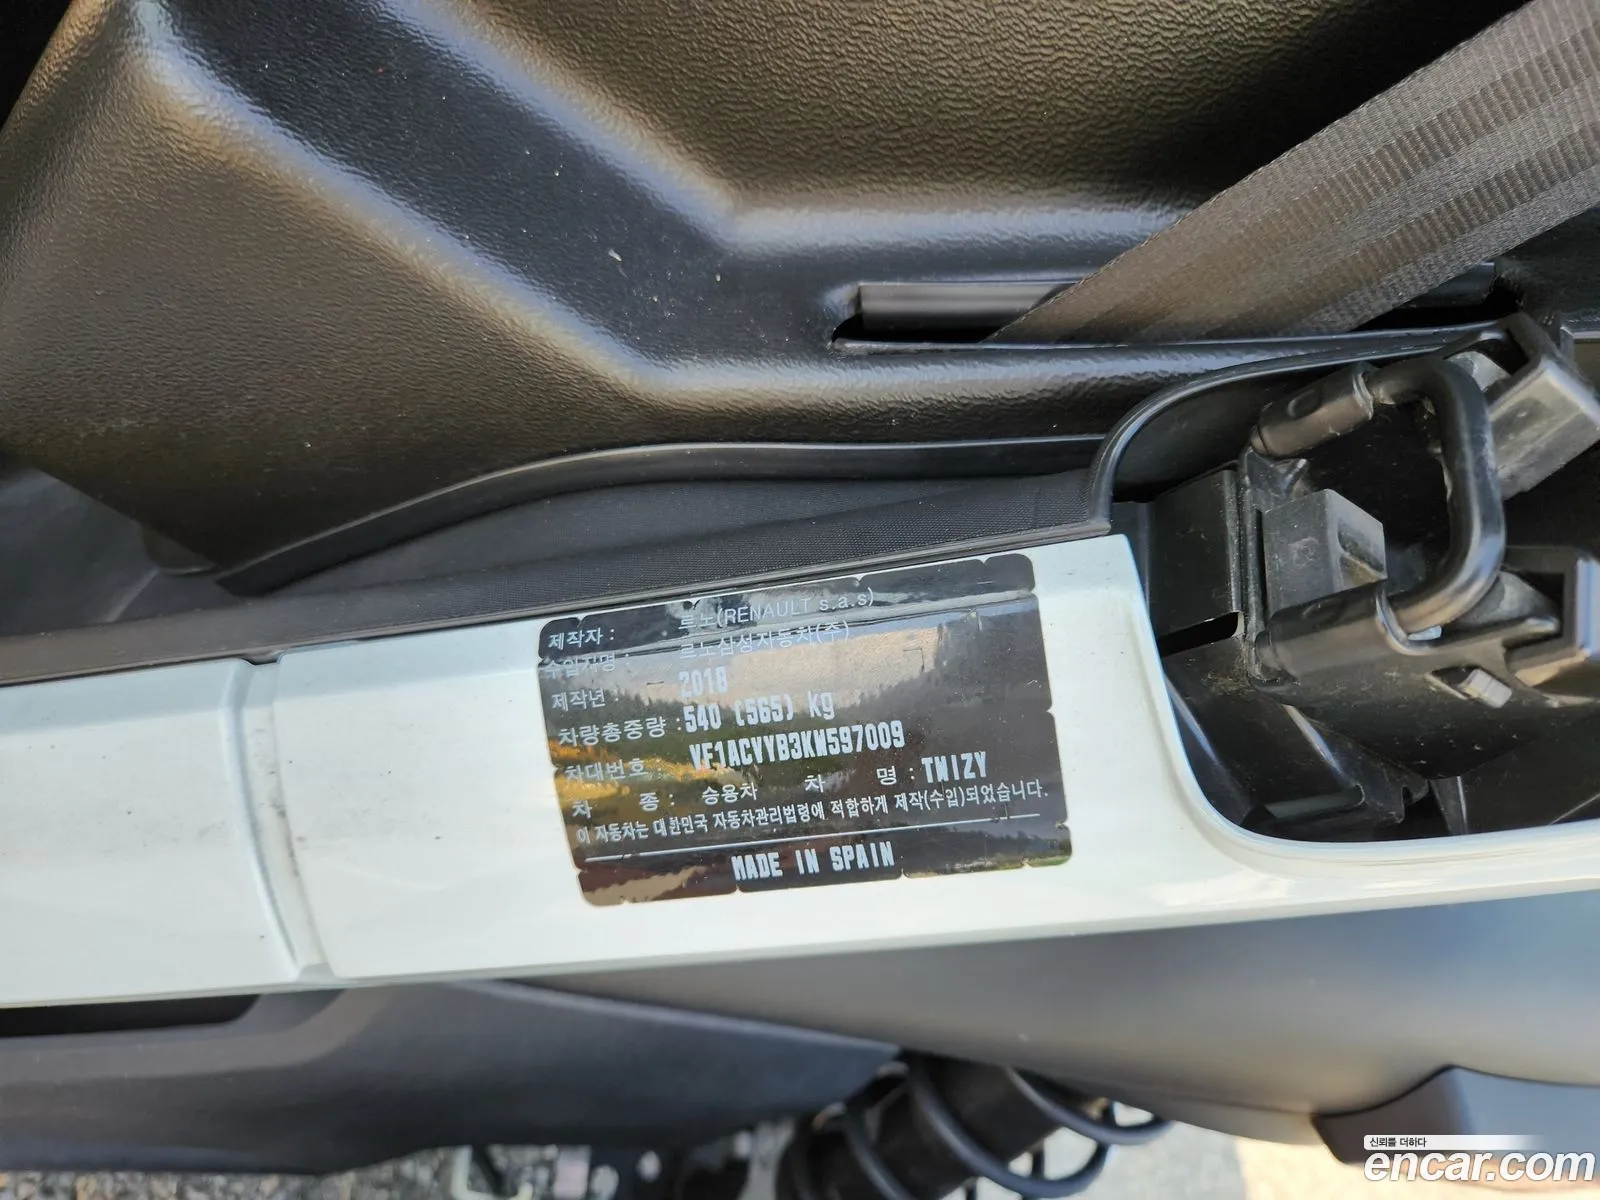 제작자 : 르노(RENAULT s.a.s)
수입자명 : 르노삼성자동차(주)
제작년 : 2018
차량총중량 : 540 (565) kg
차대번호 : VF1ACVYYB3KW597009
차 종 : 승용차 차 명 : TWIZY
이 자동차는 대한민국 자동차관리법령에 적합하게 제작(수입)되었습니다.
MADE IN SPAIN
신뢰를 더하다
encar.com